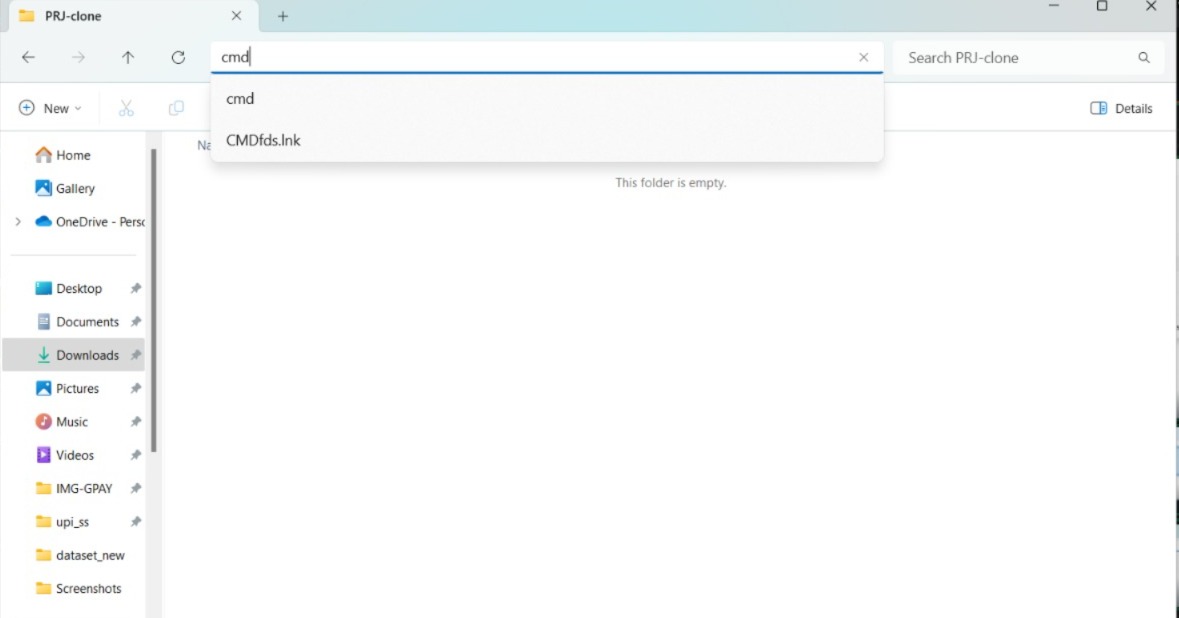 PRJ-clone
cmd
Search PRJ-clone
New
cmd
CMDfds.lnk
Details
Home
Gallery
OneDrive - Perso
This folder is empty.
Desktop
Documents
Downloads
Pictures
Music
Videos
IMG-GPAY
upi_ss
dataset_new
Screenshots